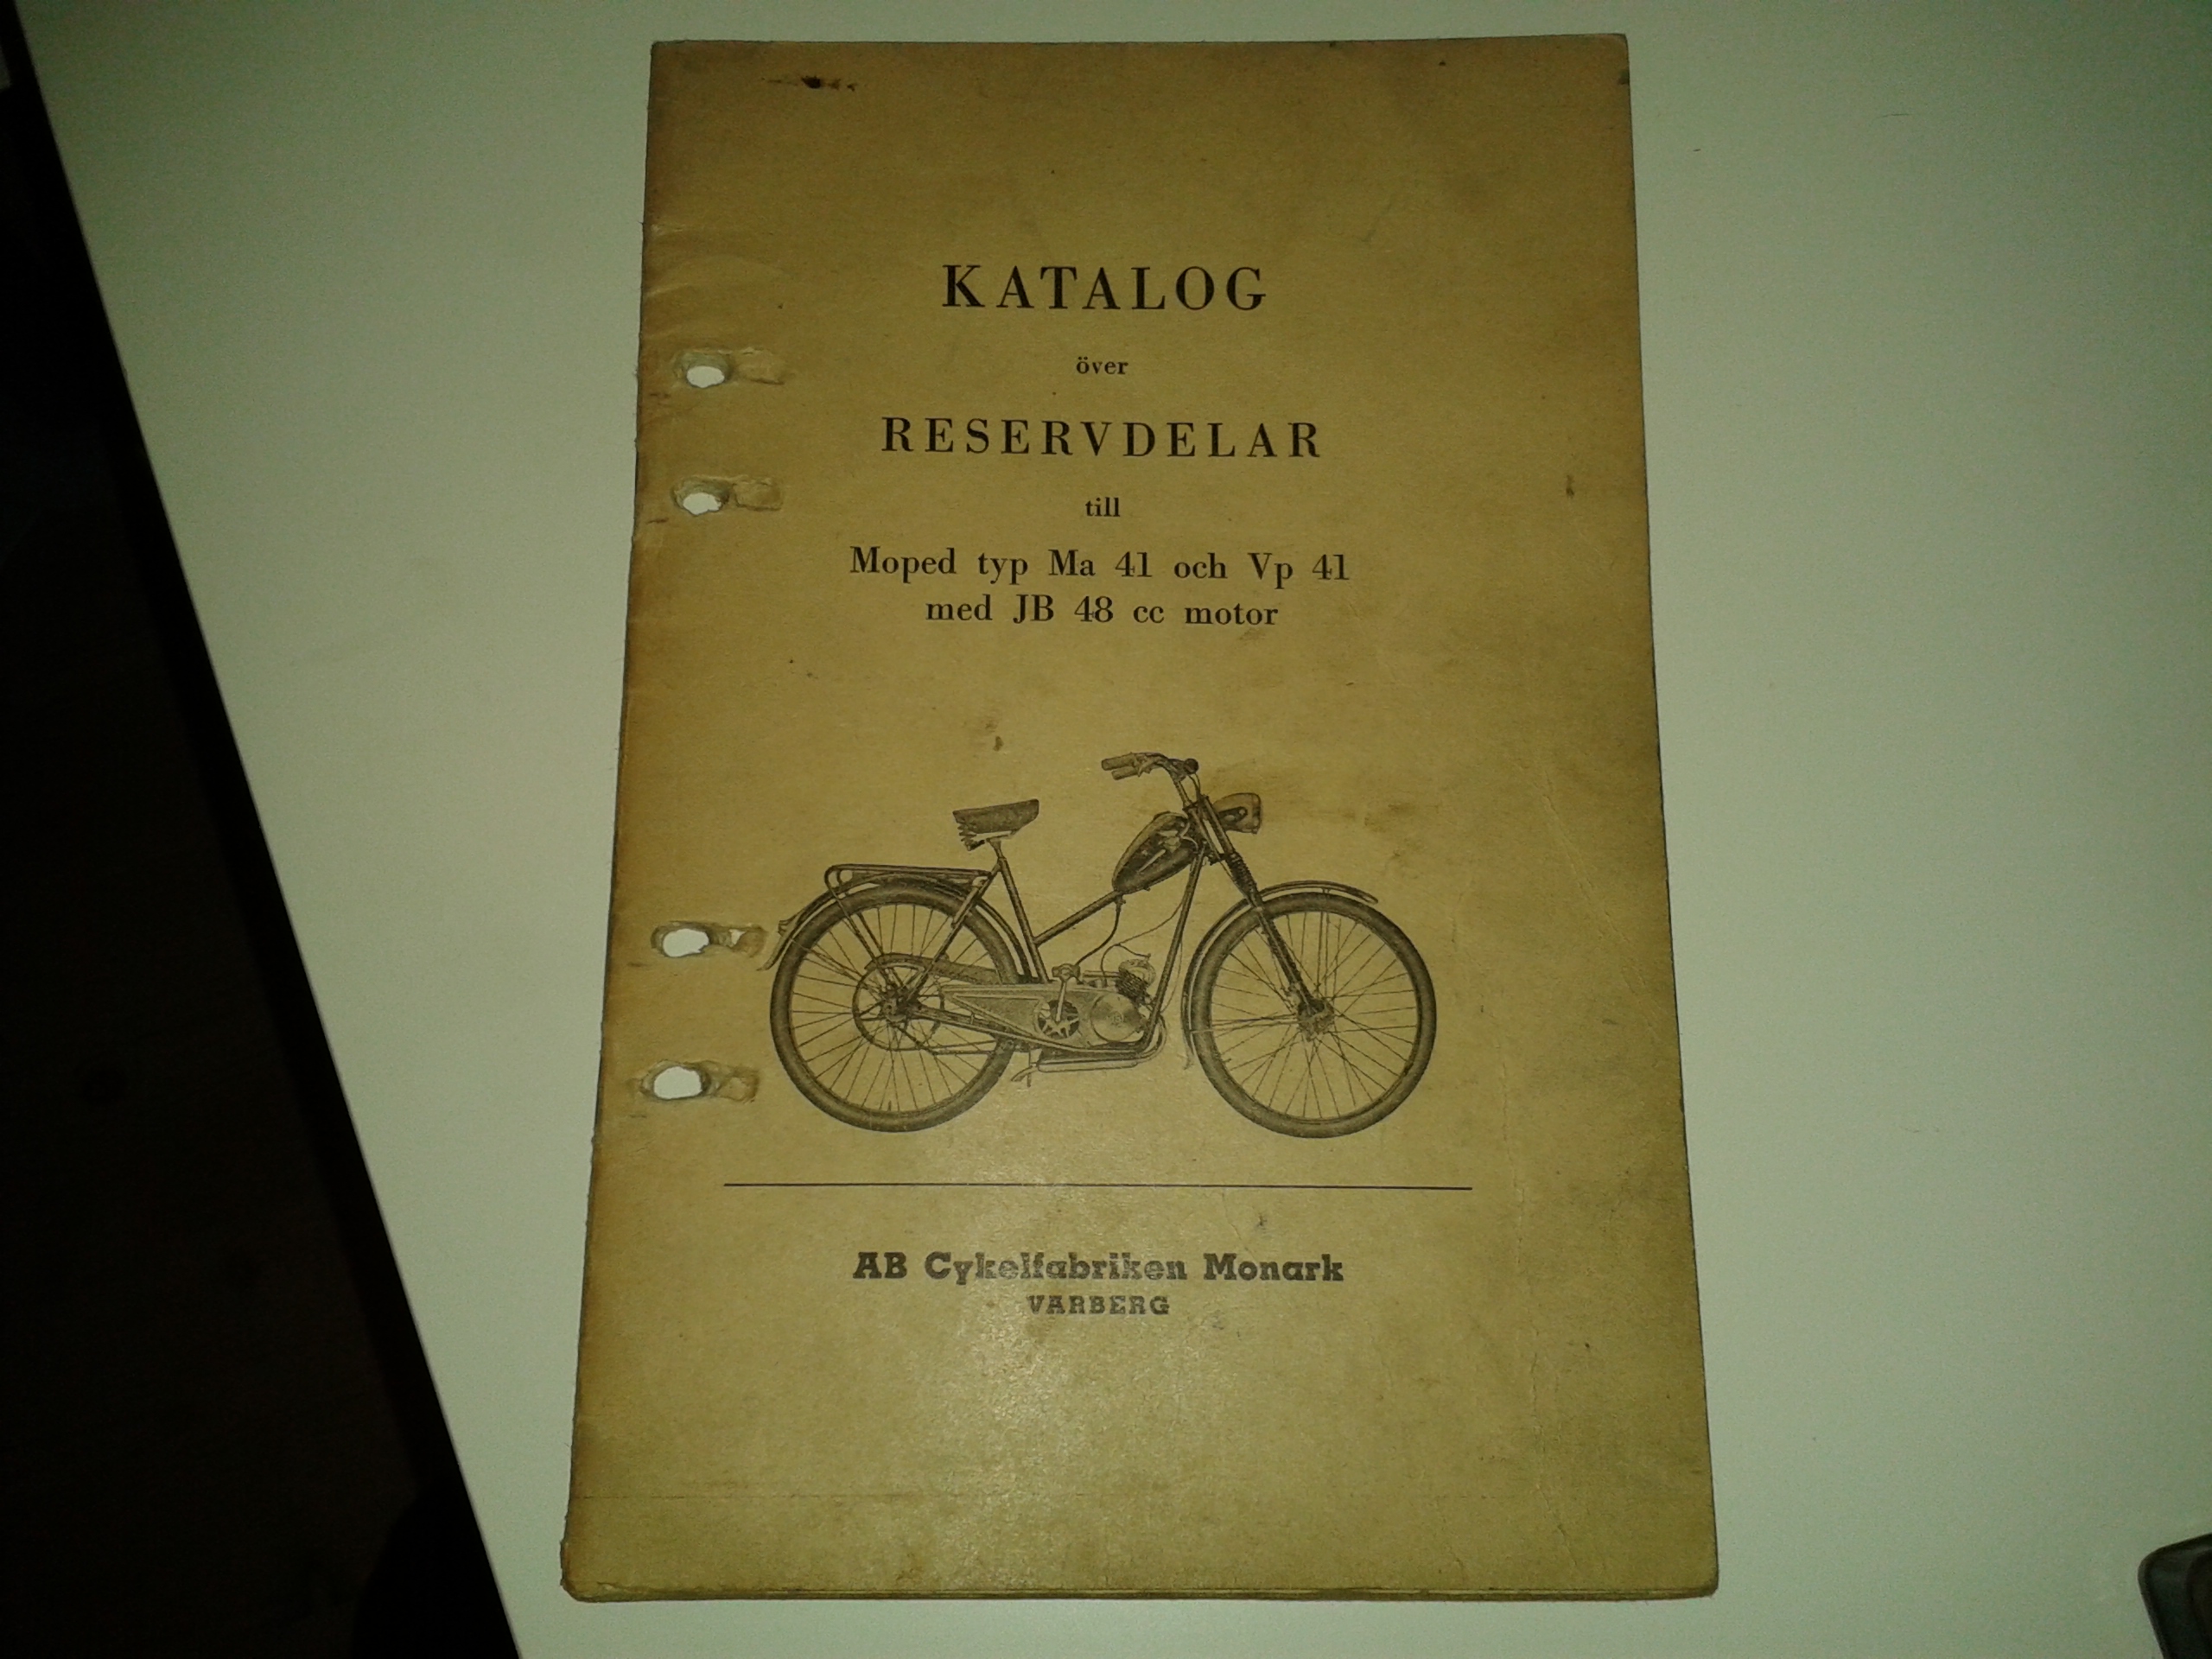 KATALOG
över
RESERVDELAR
till
Moped typ Ma 41 och Vp 41
med JB 48 cc motor
AB Cykelfabriken Monark
VARBERG